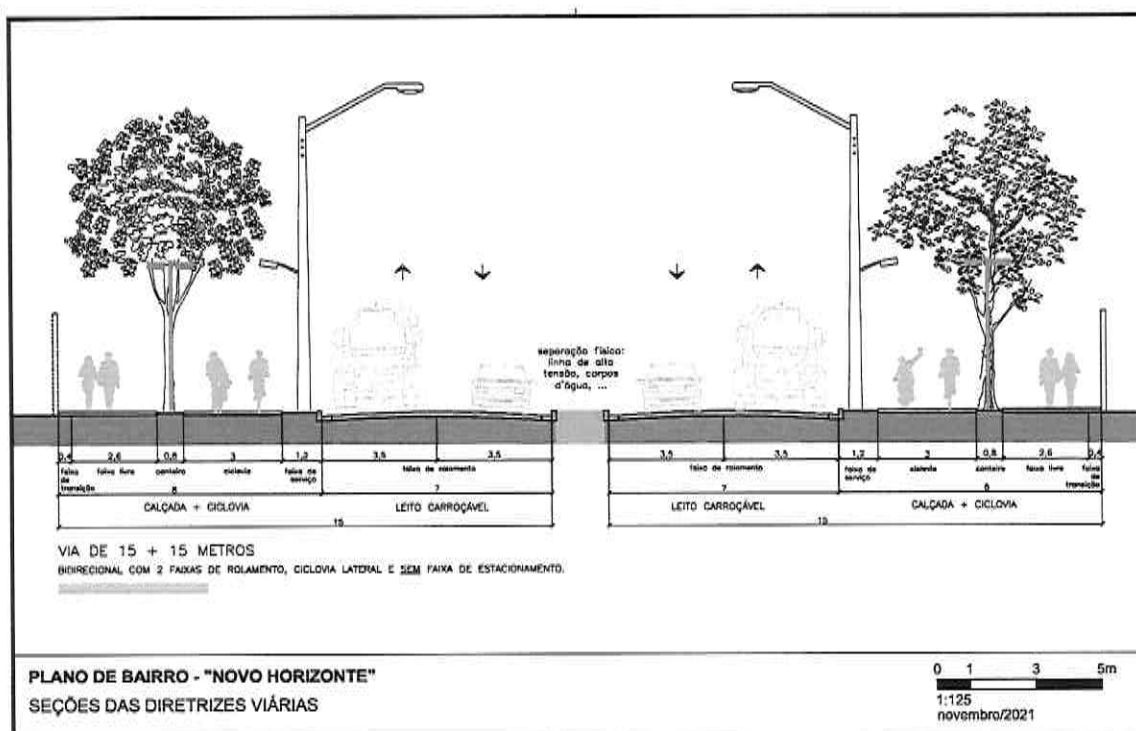 separação física:
linha de alta
tensão, corpos
d'água, ...
0,4 2,6 0,8 3 1,2 3,5 3,5
faixa de transição faixa livre canteiro ciclovia faixa de serviço faixa de rolamento
8 7
CALÇADA + CICLOVIA LEITO CARROÇÁVEL
15
3,5 3,5 1,2 3 0,8 2,6 0,4
faixa de rolamento faixa de serviço ciclovia canteiro faixa livre faixa de transição
7 8
LEITO CARROÇÁVEL CALÇADA + CICLOVIA
15
VIA DE 15 + 15 METROS
BIDIRECIONAL COM 2 FAIXAS DE ROLAMENTO, CICLOVIA LATERAL E SEM FAIXA DE ESTACIONAMENTO.
PLANO DE BAIRRO - "NOVO HORIZONTE"
SEÇÕES DAS DIRETRIZES VIÁRIAS
0 1 3 5m
1:125
novembro/2021